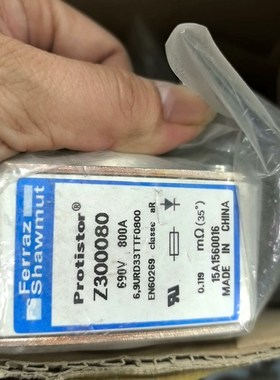 Ferraz
Shawmut
Protistor®
Z300080
690V 800A
6,9URD33TTF0800
EN60269 classe aR
0.119 mΩ(35°)
15A1560016
MADE IN CHINA